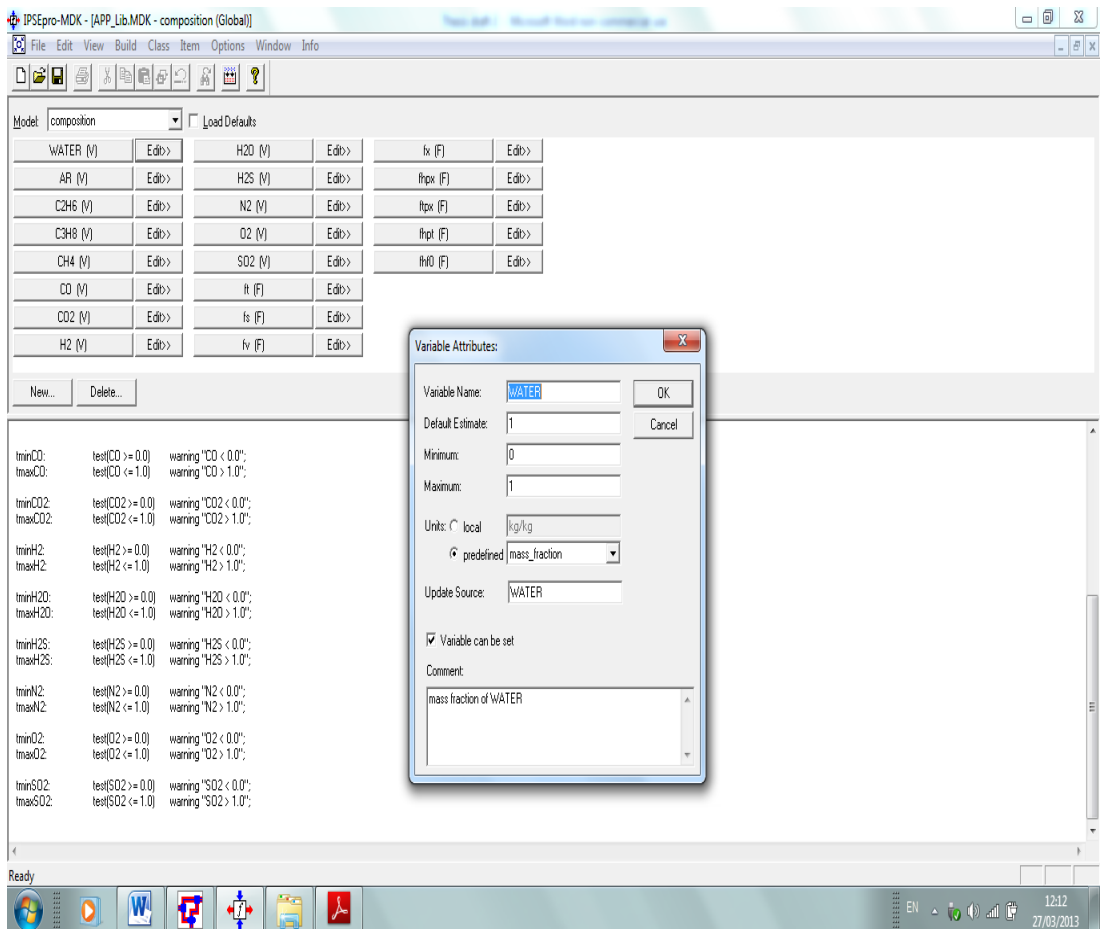 IPSEpro-MDK - [APP_Lib.MDK - composition (Global)]
File Edit View Build Class Item Options Window Info
Model: composition Load Defaults
WATER (V) Edit>> H2O (V) Edit>> fx (F) Edit>>
AR (V) Edit>> H2S (V) Edit>> fhpx (F) Edit>>
C2H6 (V) Edit>> N2 (V) Edit>> ftpx (F) Edit>>
C3H8 (V) Edit>> O2 (V) Edit>> fhpt (F) Edit>>
CH4 (V) Edit>> SO2 (V) Edit>> fhf0 (F) Edit>>
CO (V) Edit>> ft (F) Edit>>
CO2 (V) Edit>> fs (F) Edit>>
H2 (V) Edit>> fv (F) Edit>>
New... Delete...
tminCO: test(CO >= 0.0) warning "CO < 0.0";
tmaxCO: test(CO <= 1.0) warning "CO > 1.0";
tminCO2: test(CO2 >= 0.0) warning "CO2 < 0.0";
tmaxCO2: test(CO2 <= 1.0) warning "CO2 > 1.0";
tminH2: test(H2 >= 0.0) warning "H2 < 0.0";
tmaxH2: test(H2 <= 1.0) warning "H2 > 1.0";
tminH2O: test(H2O >= 0.0) warning "H2O < 0.0";
tmaxH2O: test(H2O <= 1.0) warning "H2O > 1.0";
tminH2S: test(H2S >= 0.0) warning "H2S < 0.0";
tmaxH2S: test(H2S <= 1.0) warning "H2S > 1.0";
tminN2: test(N2 >= 0.0) warning "N2 < 0.0";
tmaxN2: test(N2 <= 1.0) warning "N2 > 1.0";
tminO2: test(O2 >= 0.0) warning "O2 < 0.0";
tmaxO2: test(O2 <= 1.0) warning "O2 > 1.0";
tminSO2: test(SO2 >= 0.0) warning "SO2 < 0.0";
tmaxSO2: test(SO2 <= 1.0) warning "SO2 > 1.0";
Variable Attributes:
Variable Name: WATER OK
Default Estimate: 1 Cancel
Minimum: 0
Maximum: 1
Units: local kg/kg
predefined mass_fraction
Update Source: WATER
Variable can be set
Comment:
mass fraction of WATER
Ready
EN 12:12
27/03/2013